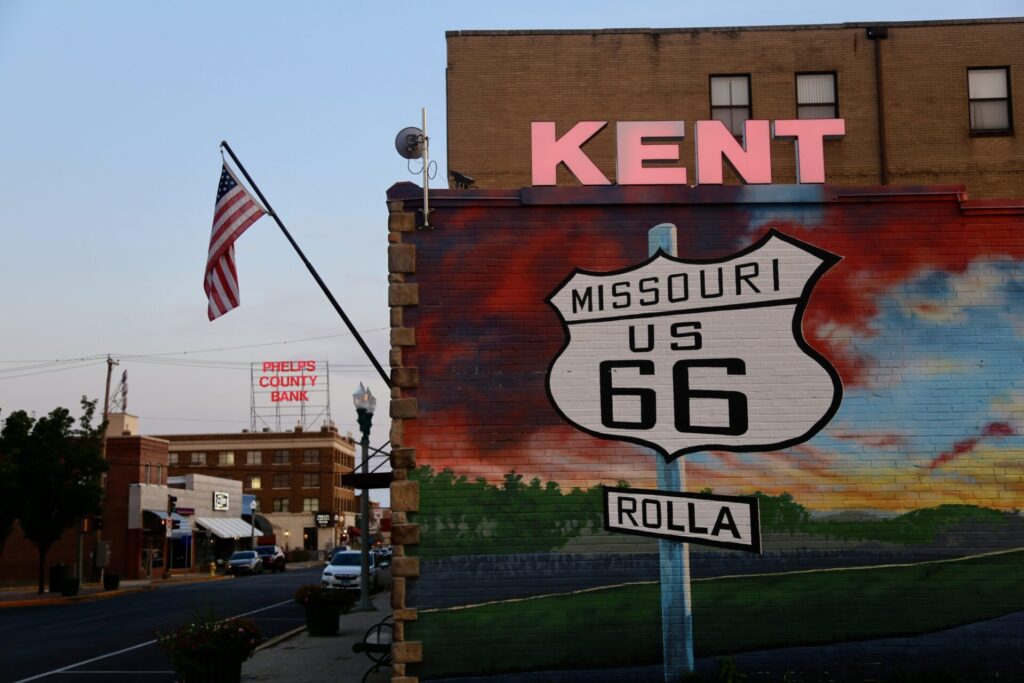 KENT
MISSOURI
US
66
ROLLA
PHELPS
COUNTY
BANK